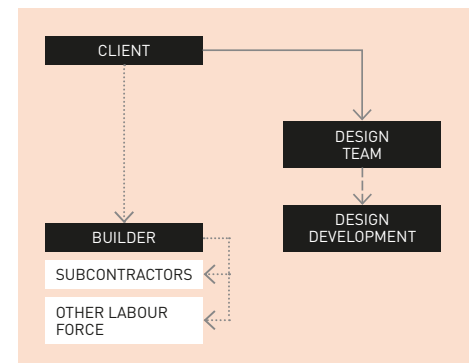 CLIENT
DESIGN
TEAM
DESIGN
DEVELOPMENT
BUILDER
SUBCONTRACTORS
OTHER LABOUR
FORCE